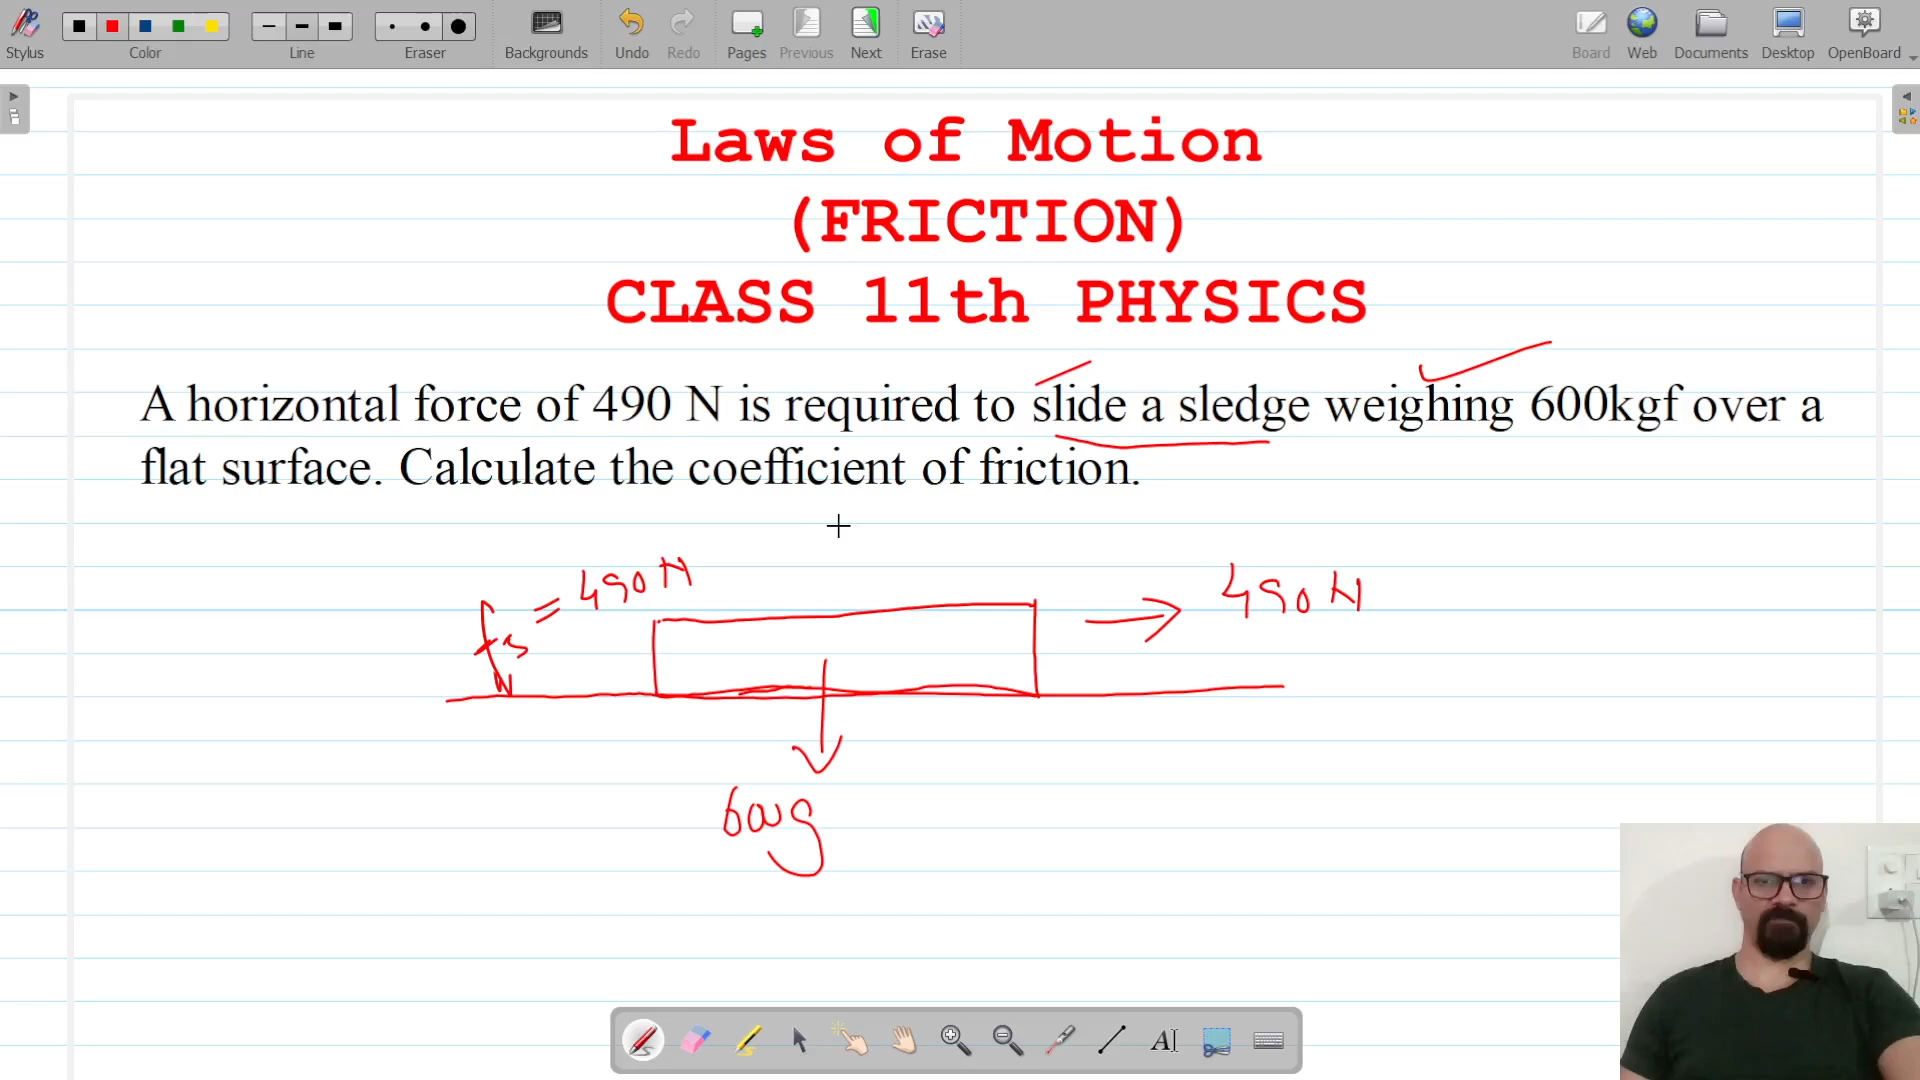 Stylus
Color
Line
Eraser
Backgrounds
Undo
Redo
Pages
Previous
Next
Erase
Board
Web
Documents
Desktop
OpenBoard
Laws of Motion
(FRICTION)
CLASS 11th PHYSICS
A horizontal force of 490 N is required to slide a sledge weighing 600kgf over a
flat surface. Calculate the coefficient of friction.
fs = 490 N
490 N
600g
AI